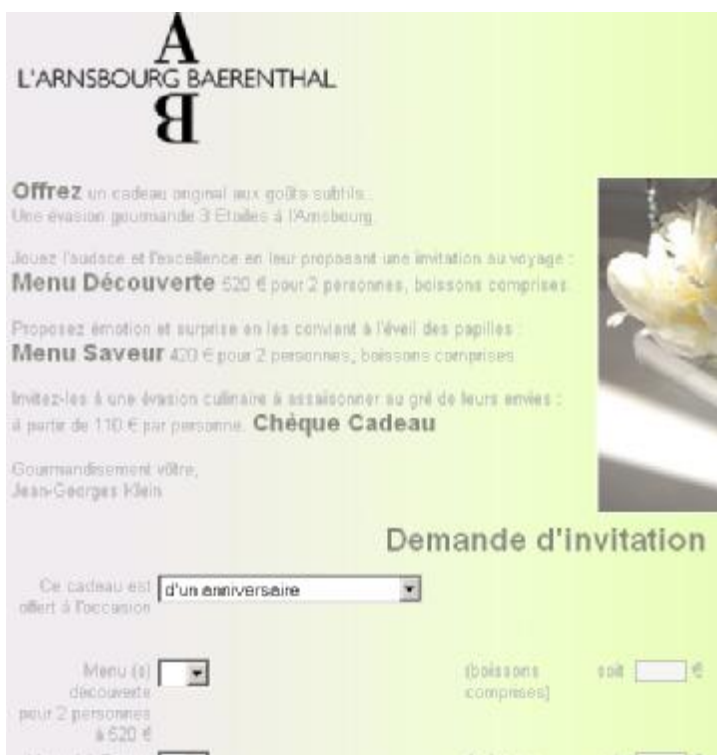 A
L'ARNSBOURG BAERENTHAL
B
Offrez un cadeau original aux goûts subtils...
Une évasion gourmande 3 Etoiles à l'Arnsbourg.
Jouez l'audace et l'excellence en leur proposant une invitation au voyage :
Menu Découverte 520 € pour 2 personnes, boissons comprises.
Proposez émotion et surprise en les conviant à l'éveil des papilles :
Menu Saveur 420 € pour 2 personnes, boissons comprises.
Invitez-les à une évasion culinaire à assaisonner au gré de leurs envies :
à partir de 110 € par personne. Chèque Cadeau
Gourmandisement vôtre,
Jean-Georges Klein
Demande d'invitation
Ce cadeau est d'un anniversaire
offert à l'occasion
Menu (s) (boissons soit €
découverte comprises)
pour 2 personnes
à 520 €